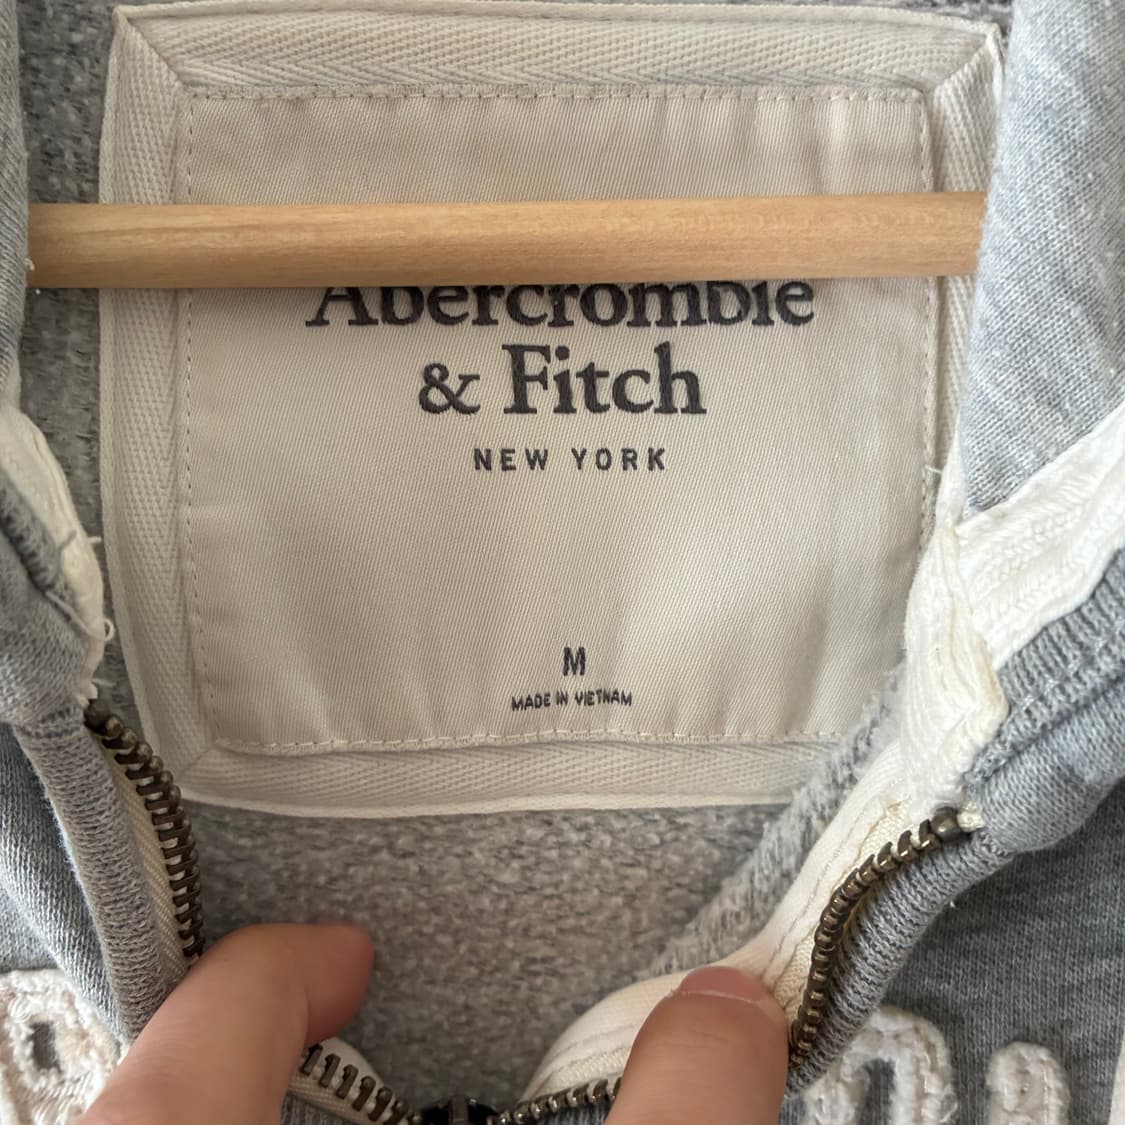 Abercrombie
& Fitch
NEW YORK
M
MADE IN VIETNAM